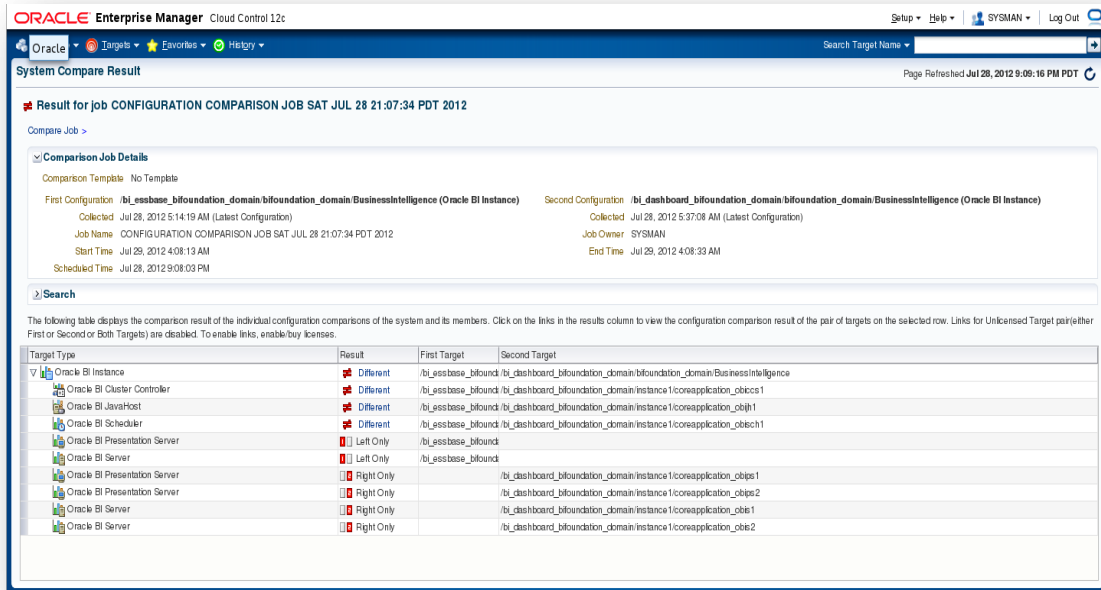 ORACLE Enterprise Manager Cloud Control 12c
Setup Help SYSMAN Log Out
Oracle Targets Favorites History Search Target Name
System Compare Result
Page Refreshed Jul 28, 2012 9:09:16 PM PDT
Result for job CONFIGURATION COMPARISON JOB SAT JUL 28 21:07:34 PDT 2012
Compare Job >
Comparison Job Details
Comparison Template No Template
First Configuration /bi_essbase_bifoundation_domain/bifoundation_domain/BusinessIntelligence (Oracle BI Instance) Second Configuration /bi_dashboard_bifoundation_domain/bifoundation_domain/BusinessIntelligence (Oracle BI Instance)
Collected Jul 28, 2012 5:14:19 AM (Latest Configuration) Collected Jul 28, 2012 5:37:08 AM (Latest Configuration)
Job Name CONFIGURATION COMPARISON JOB SAT JUL 28 21:07:34 PDT 2012 Job Owner SYSMAN
Start Time Jul 29, 2012 4:08:13 AM End Time Jul 29, 2012 4:08:33 AM
Scheduled Time Jul 28, 2012 9:08:03 PM
Search
The following table displays the comparison result of the individual configuration comparisons of the system and its members. Click on the links in the results column to view the configuration comparison result of the pair of targets on the selected row. Links for Unlicensed Target pair(either
First or Second or Both Targets) are disabled. To enable links, enable/buy licenses.
Target Type Result First Target Second Target
Oracle BI Instance Different /bi_essbase_bifound /bi_dashboard_bifoundation_domain/bifoundation_domain/BusinessIntelligence
Oracle BI Cluster Controller Different /bi_essbase_bifound /bi_dashboard_bifoundation_domain/instance1/coreapplication_obiccs1
Oracle BI JavaHost Different /bi_essbase_bifound /bi_dashboard_bifoundation_domain/instance1/coreapplication_obijh1
Oracle BI Scheduler Different /bi_essbase_bifound /bi_dashboard_bifoundation_domain/instance1/coreapplication_obisch1
Oracle BI Presentation Server Left Only /bi_essbase_bifound
Oracle BI Server Left Only /bi_essbase_bifound
Oracle BI Presentation Server Right Only /bi_dashboard_bifoundation_domain/instance1/coreapplication_obips1
Oracle BI Presentation Server Right Only /bi_dashboard_bifoundation_domain/instance1/coreapplication_obips2
Oracle BI Server Right Only /bi_dashboard_bifoundation_domain/instance1/coreapplication_obis1
Oracle BI Server Right Only /bi_dashboard_bifoundation_domain/instance1/coreapplication_obis2